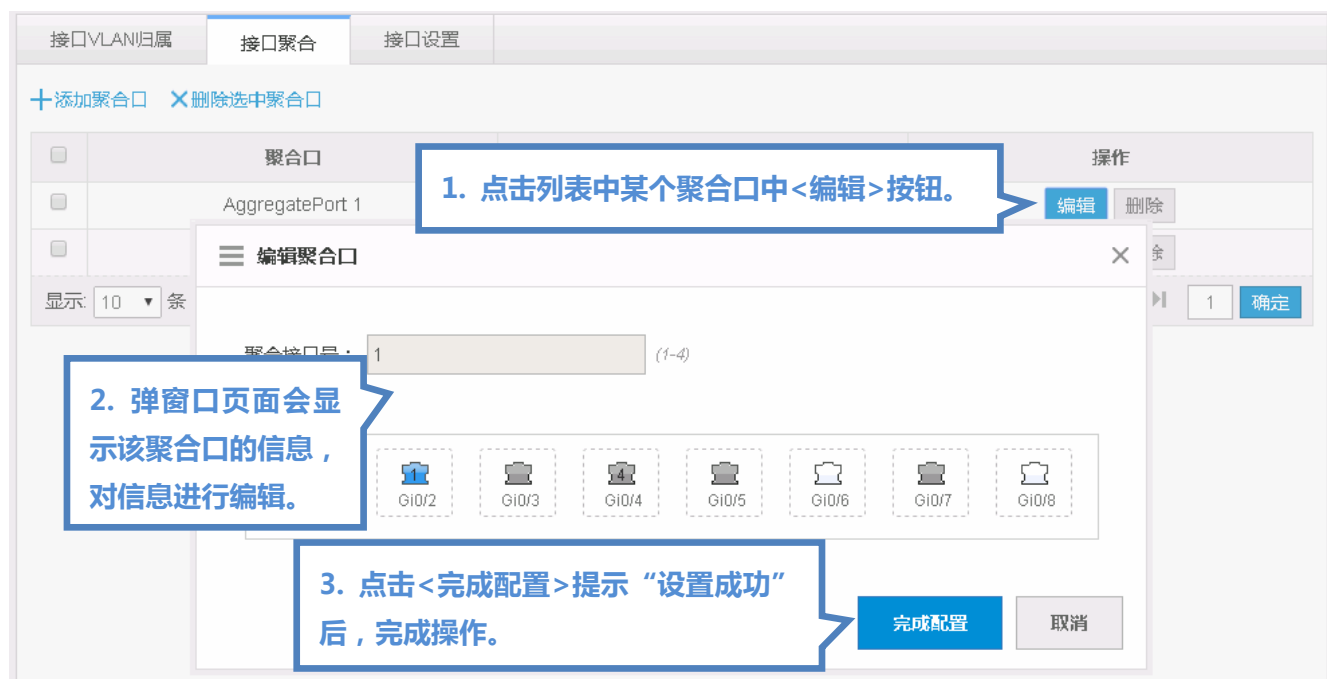 接口VLAN归属 接口聚合 接口设置
添加聚合口 删除选中聚合口
聚合口 操作
1. 点击列表中某个聚合口中<编辑>按钮。
AggregatePort 1 编辑 删除
编辑聚合口
显示: 10 条 1 确定
1 (1-4)
2. 弹窗口页面会显
示该聚合口的信息，
对信息进行编辑。
1 4
Gi0/2 Gi0/3 Gi0/4 Gi0/5 Gi0/6 Gi0/7 Gi0/8
3. 点击<完成配置>提示“设置成功”
后，完成操作。
完成配置 取消